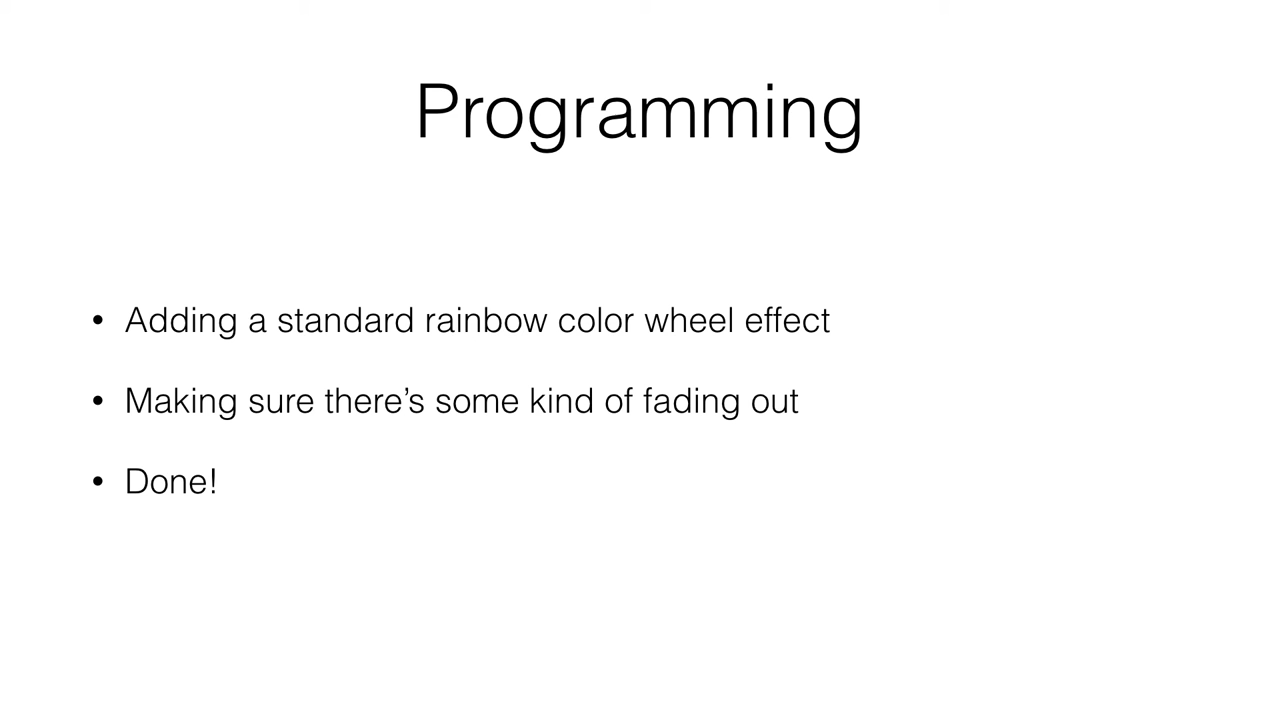 Programming
• Adding a standard rainbow color wheel effect
• Making sure there’s some kind of fading out
• Done!